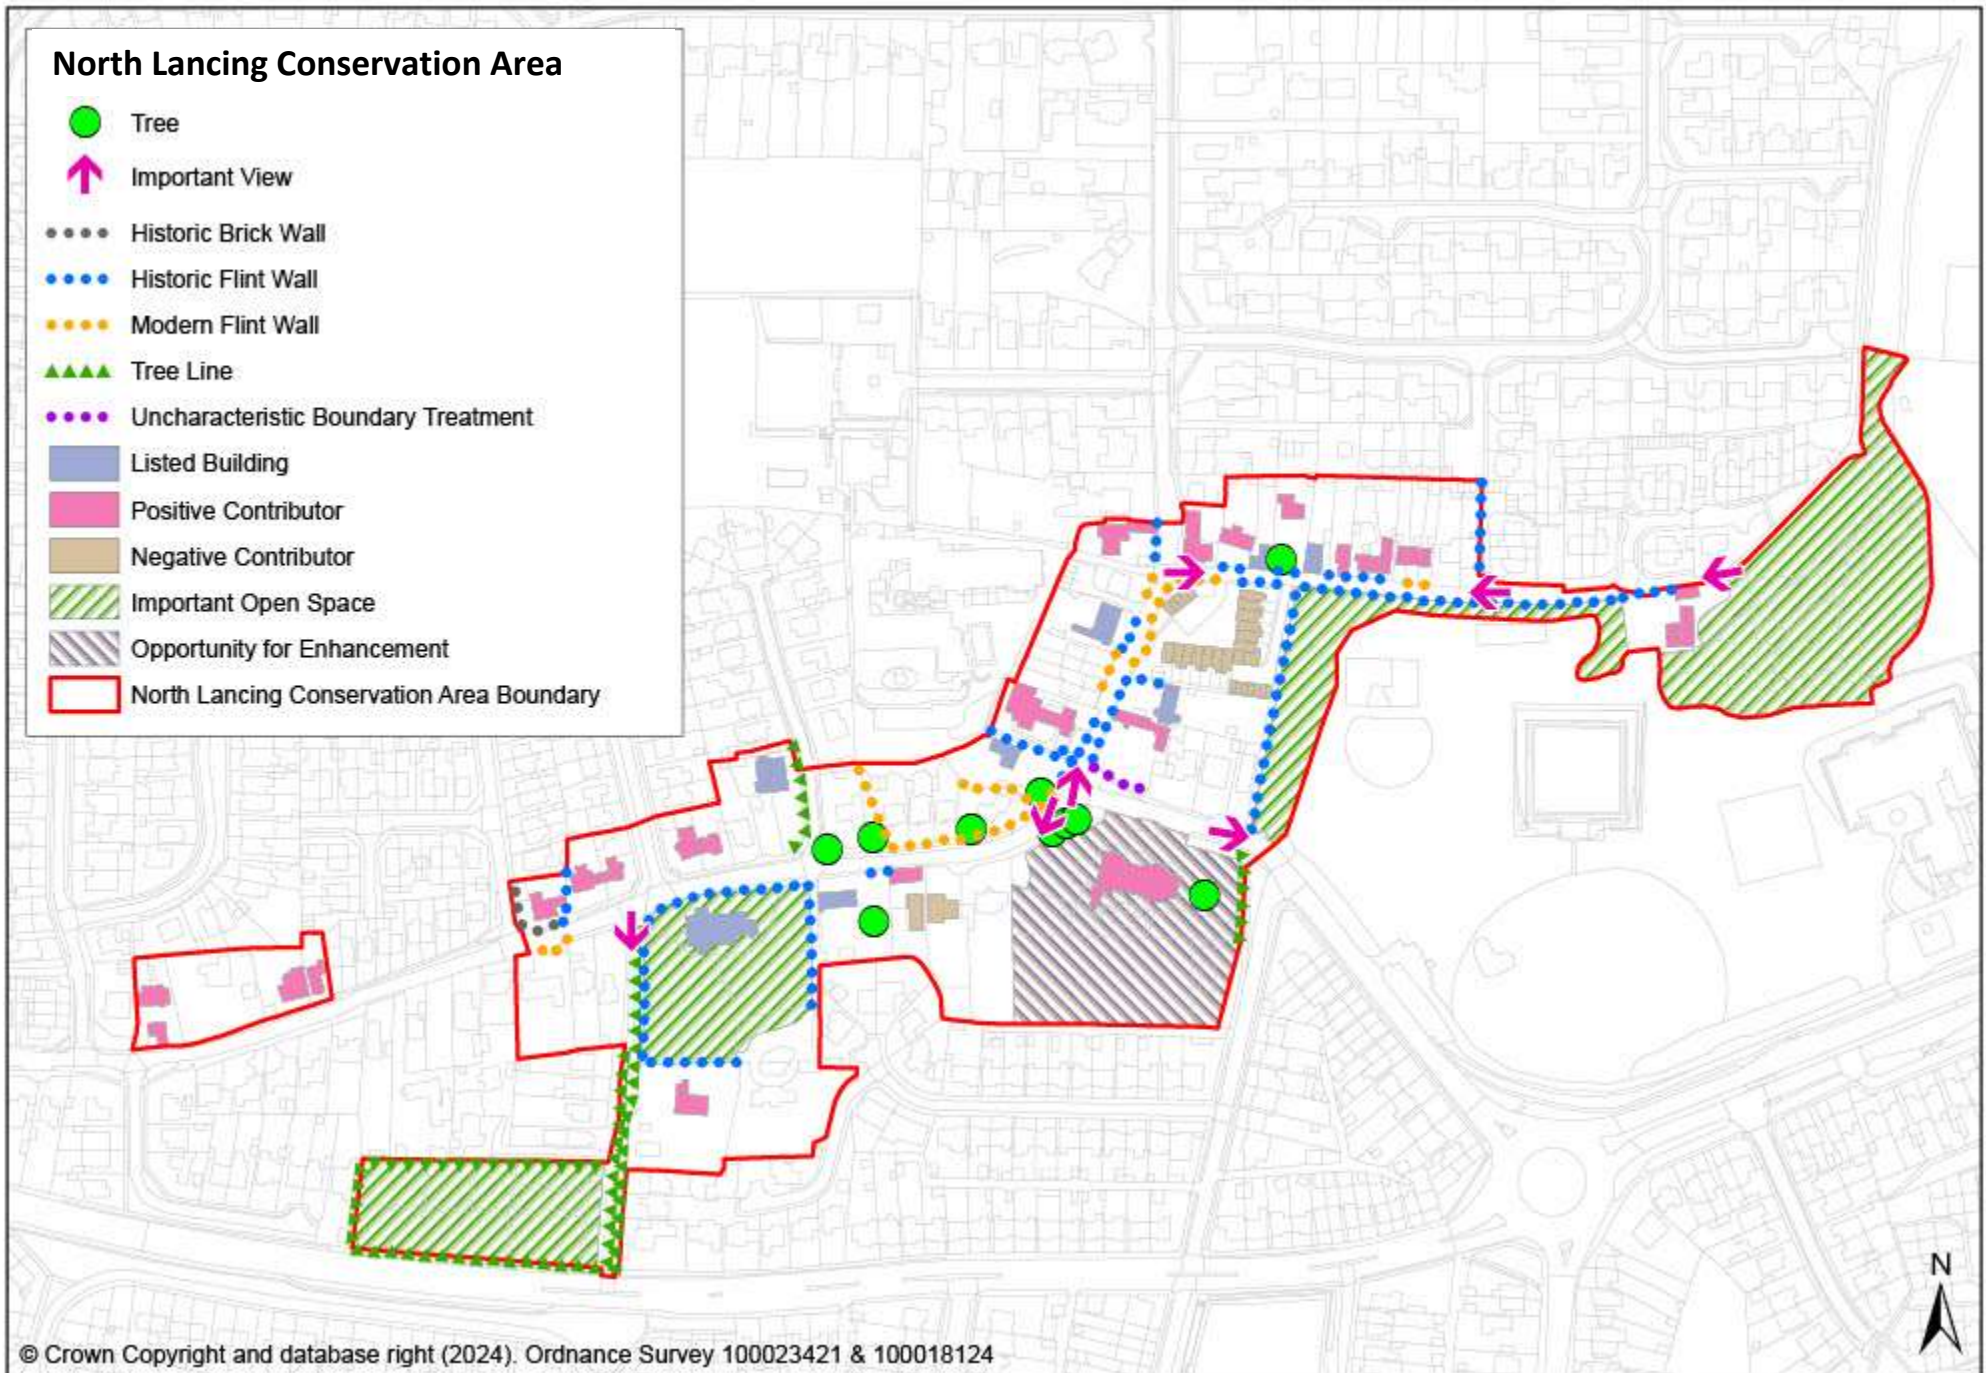 North Lancing Conservation Area
Tree
Important View
Historic Brick Wall
Historic Flint Wall
Modern Flint Wall
Tree Line
Uncharacteristic Boundary Treatment
Listed Building
Positive Contributor
Negative Contributor
Important Open Space
Opportunity for Enhancement
North Lancing Conservation Area Boundary
N
© Crown Copyright and database right (2024). Ordnance Survey 100023421 & 100018124